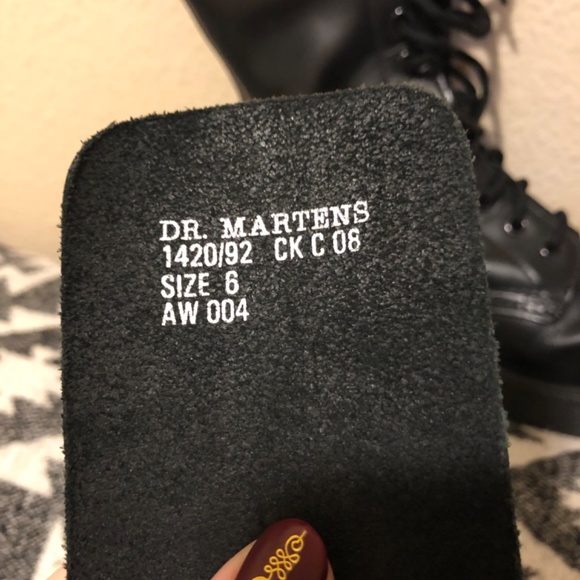 DR. MARTENS
1420/92 CK C 08
SIZE 6
AW 004